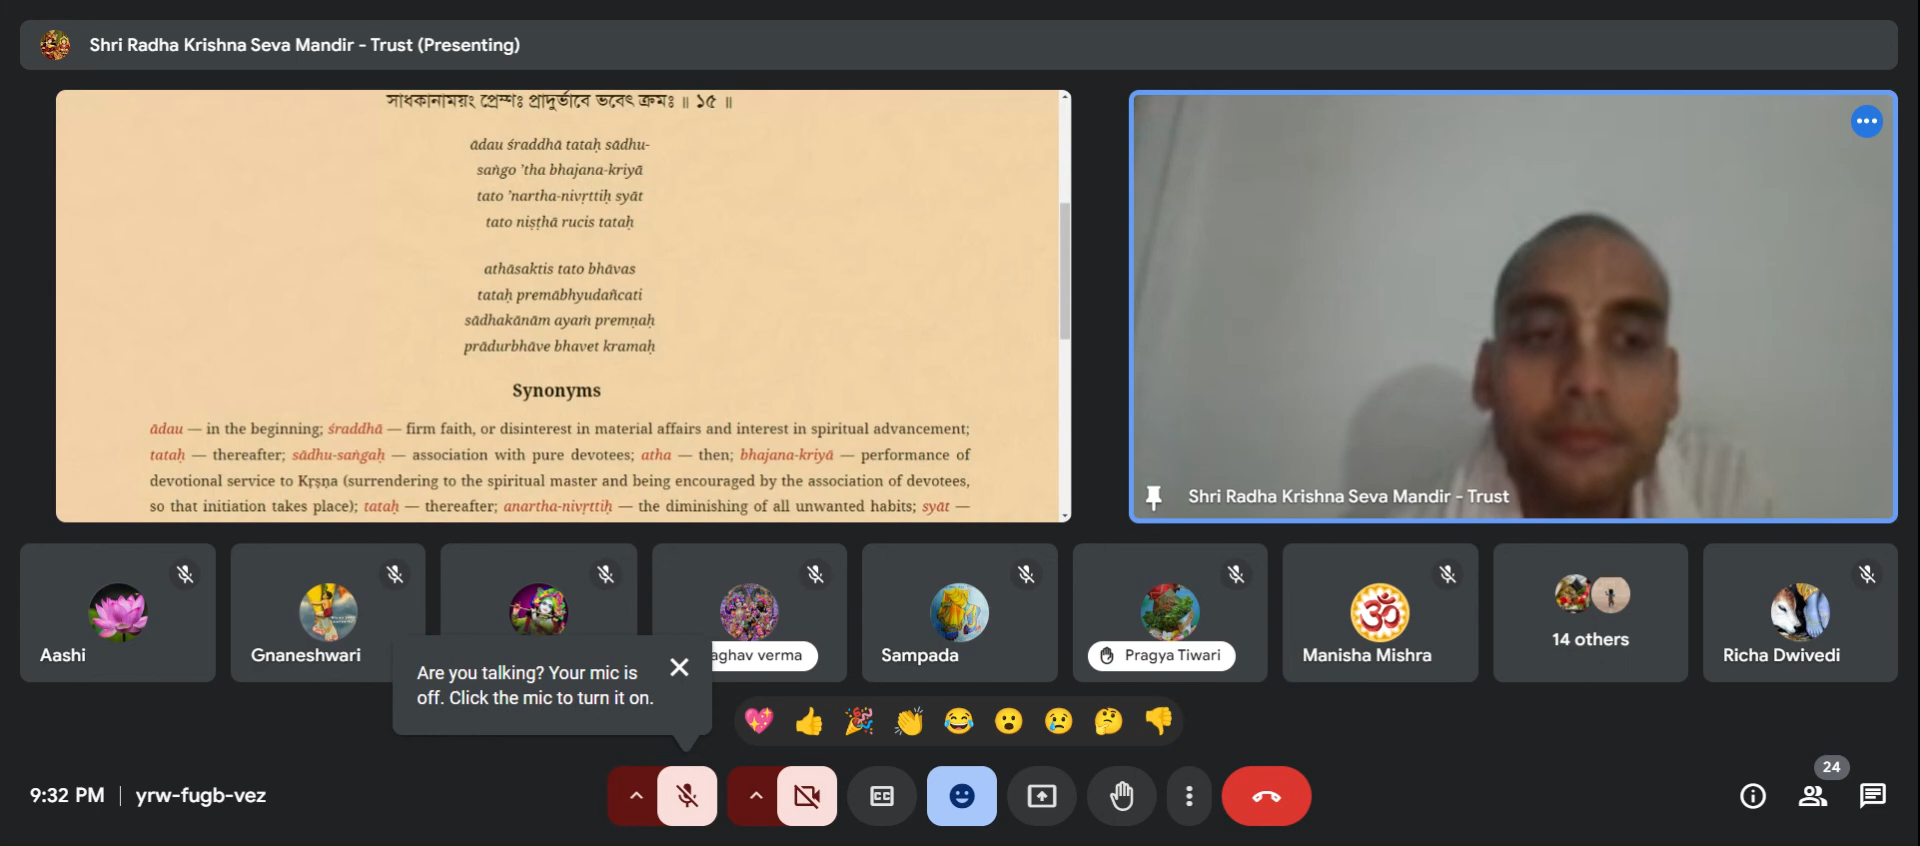 Shri Radha Krishna Seva Mandir - Trust (Presenting)
সাধকানাময়ং প্রেম্ণঃ প্রাদুর্ভাবে ভবেৎ ক্রমঃ ॥ ১৫ ॥
ādau śraddhā tataḥ sādhu-
saṅgo ’tha bhajana-kriyā
tato ’nartha-nivṛttiḥ syāt
tato niṣṭhā rucis tataḥ
athāsaktis tato bhāvas
tataḥ premābhyudañcati
sādhakānām ayaṁ premṇaḥ
prādurbhāve bhavet kramaḥ
Synonyms
ādau — in the beginning; śraddhā — firm faith, or disinterest in material affairs and interest in spiritual advancement;
tataḥ — thereafter; sādhu-saṅgaḥ — association with pure devotees; atha — then; bhajana-kriyā — performance of
devotional service to Kṛṣṇa (surrendering to the spiritual master and being encouraged by the association of devotees,
so that initiation takes place); tataḥ — thereafter; anartha-nivṛttiḥ — the diminishing of all unwanted habits; syāt —
Shri Radha Krishna Seva Mandir - Trust
Aashi
Gnaneshwari
aghav verma
Sampada
Pragya Tiwari
Manisha Mishra
14 others
Richa Dwivedi
Are you talking? Your mic is
off. Click the mic to turn it on.
9:32 PM | yrw-fugb-vez
CC
24